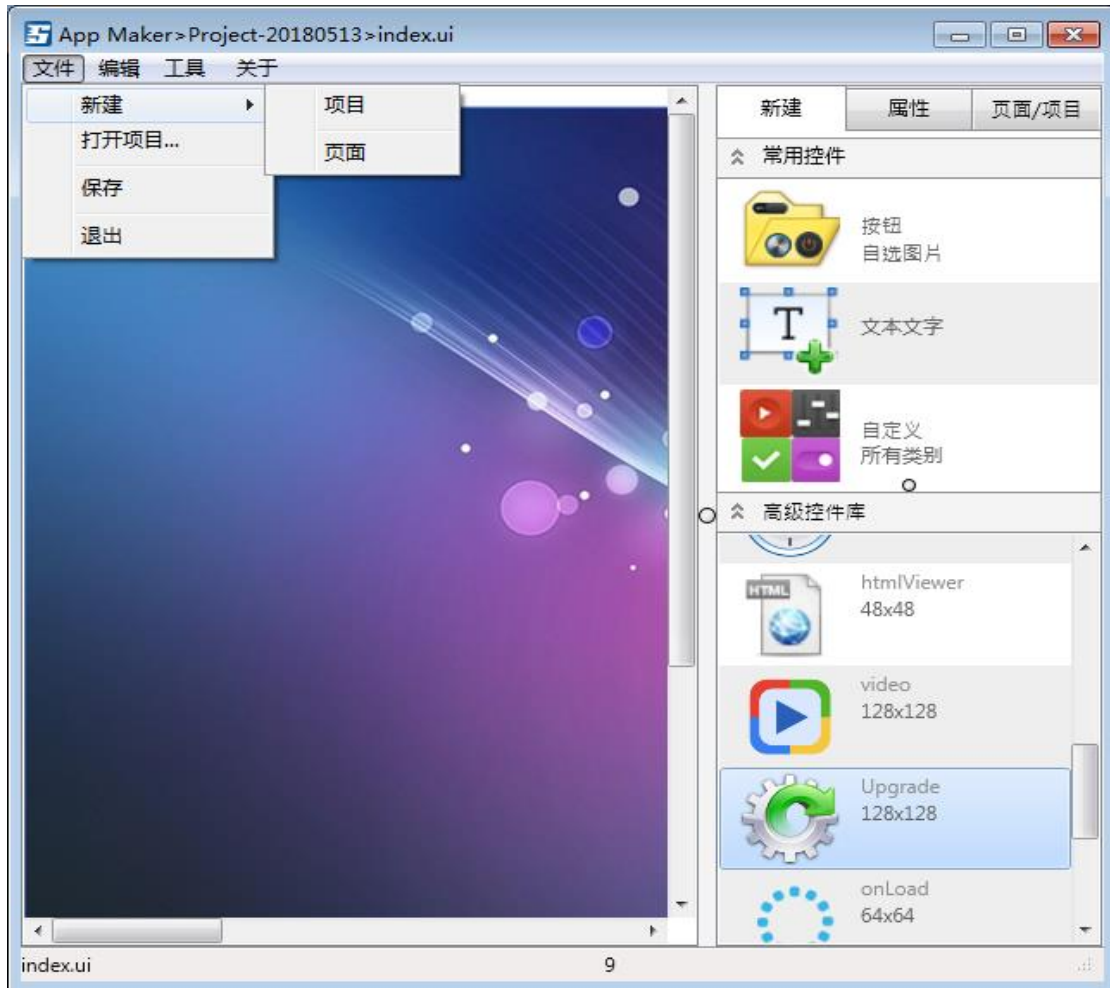 App Maker>Project-20180513>index.ui
文件 编辑 工具 关于
新建
项目
打开项目...
页面
保存
退出
新建 属性 页面/项目
常用控件
按钮
自选图片
T
文本文字
自定义
所有类别
高级控件库
HTML
htmlViewer
48x48
video
128x128
Upgrade
128x128
onLoad
64x64
index.ui 9